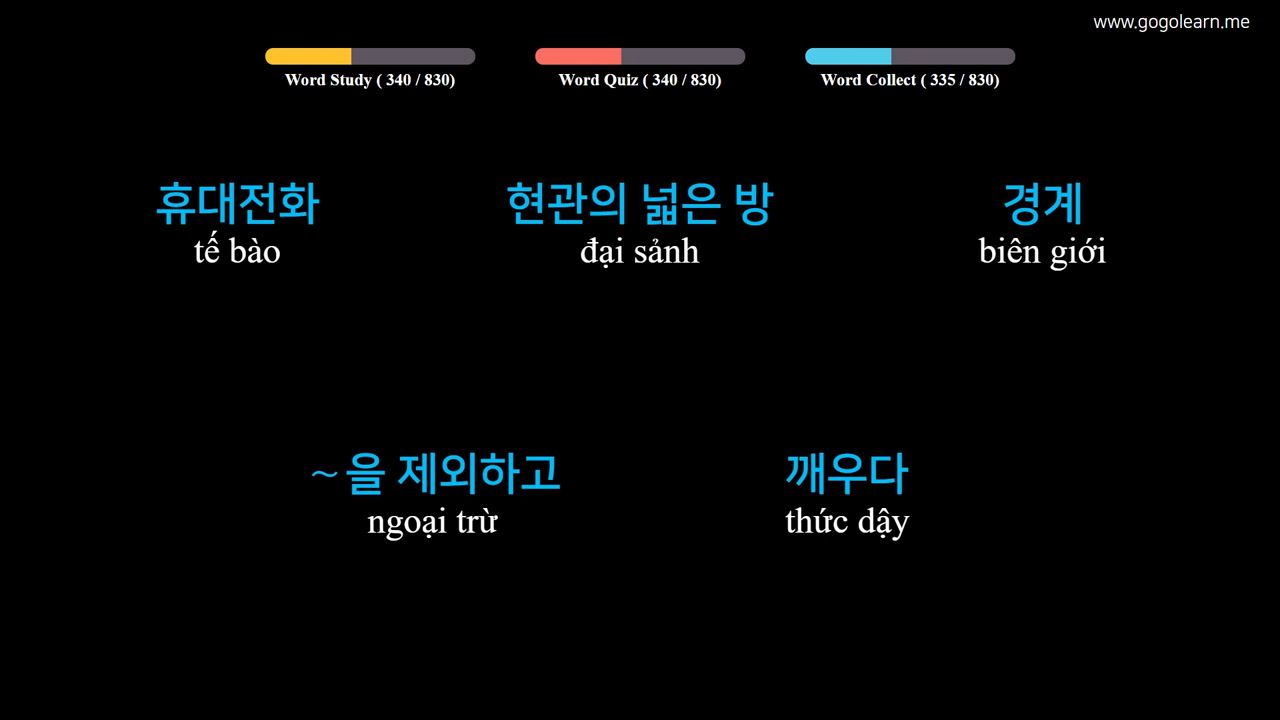 www.gogolearn.me
Word Study ( 340 / 830)
Word Quiz ( 340 / 830)
Word Collect ( 335 / 830)
휴대전화
tế bào
현관의 넓은 방
đại sảnh
경계
biên giới
~을 제외하고
ngoại trừ
깨우다
thức dậy